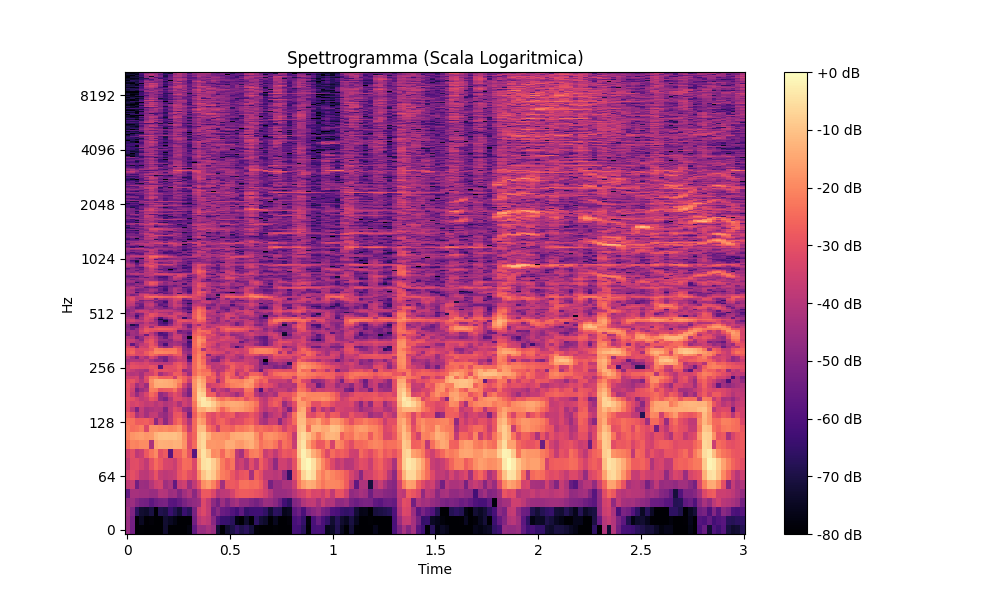 Spettrogramma (Scala Logaritmica)
Hz
8192
4096
2048
1024
512
256
128
64
0
0 0.5 1 1.5 2 2.5 3
Time
+0 dB
-10 dB
-20 dB
-30 dB
-40 dB
-50 dB
-60 dB
-70 dB
-80 dB